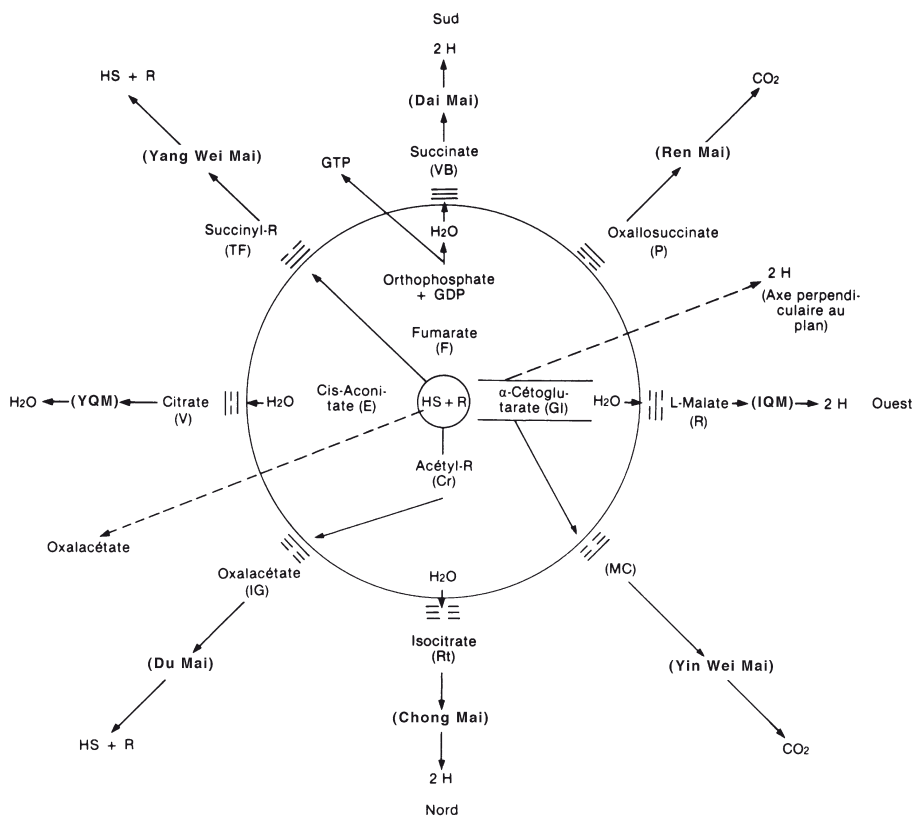 Sud
2 H
(Dai Mai)
Succinate
(VB)
HS + R
(Yang Wei Mai)
Succinyl-R
(TF)
GTP
CO2
(Ren Mai)
Oxallosuccinate
(P)
H2O
Orthophosphate
+ GDP
Fumarate
(F)
2 H
(Axe perpendi-
culaire au
plan)
H2O
(YQM)
Citrate
(V)
H2O
Cis-Aconi-
tate (E)
HS + R
α-Cétoglu-
tarate (GI)
H2O
L-Malate
(R)
(IQM)
2 H
Ouest
Acétyl-R
(Cr)
Oxalacétate
Oxalacétate
(IG)
(Du Mai)
HS + R
H2O
Isocitrate
(Rt)
(Chong Mai)
2 H
Nord
(MC)
(Yin Wei Mai)
CO2